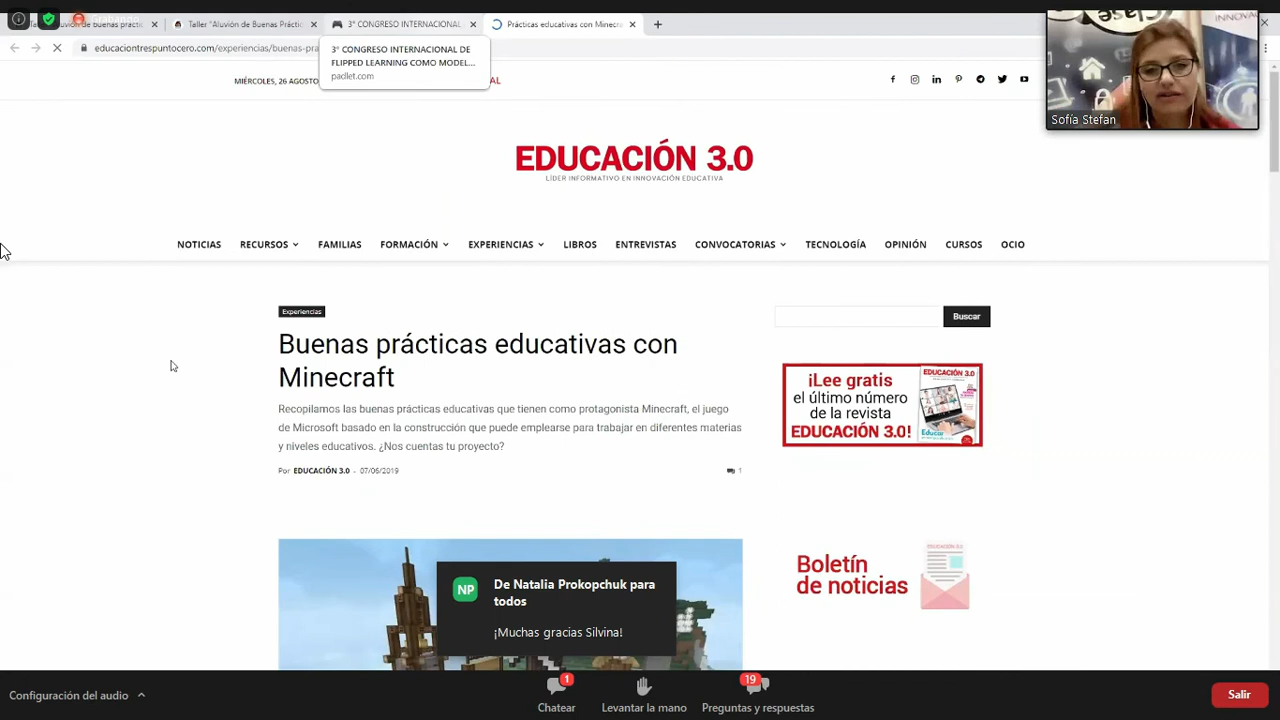 Taller "Aluvión de Buenas Práctic
3° CONGRESO INTERNACIONAL
Prácticas educativas con Minecr
Grabando
educaciontrespuntocero.com/experiencias/buenas-pra
3° CONGRESO INTERNACIONAL DE
FLIPPED LEARNING COMO MODEL...
Sofía Stefan
MIÉRCOLES, 26 AGOSTO
EDUCACIÓN 3.0
LÍDER INFORMATIVO EN INNOVACIÓN EDUCATIVA
NOTICIAS RECURSOS FAMILIAS FORMACIÓN EXPERIENCIAS LIBROS ENTREVISTAS CONVOCATORIAS TECNOLOGÍA OPINIÓN CURSOS OCIO
Experiencias
Buscar
Buenas prácticas educativas con
Minecraft
Recopilamos las buenas prácticas educativas que tienen como protagonista Minecraft, el juego
de Microsoft basado en la construcción que puede emplearse para trabajar en diferentes materias
y niveles educativos. ¿Nos cuentas tu proyecto?
Por EDUCACIÓN 3.0 - 07/06/2019
1
¡Lee gratis
el último número
de la revista
EDUCACIÓN 3.0!
Boletín
de noticias
NP
De Natalia Prokopchuk para
todos
¡Muchas gracias Silvina!
Configuración del audio
1
Chatear
Levantar la mano
19
Preguntas y respuestas
Salir